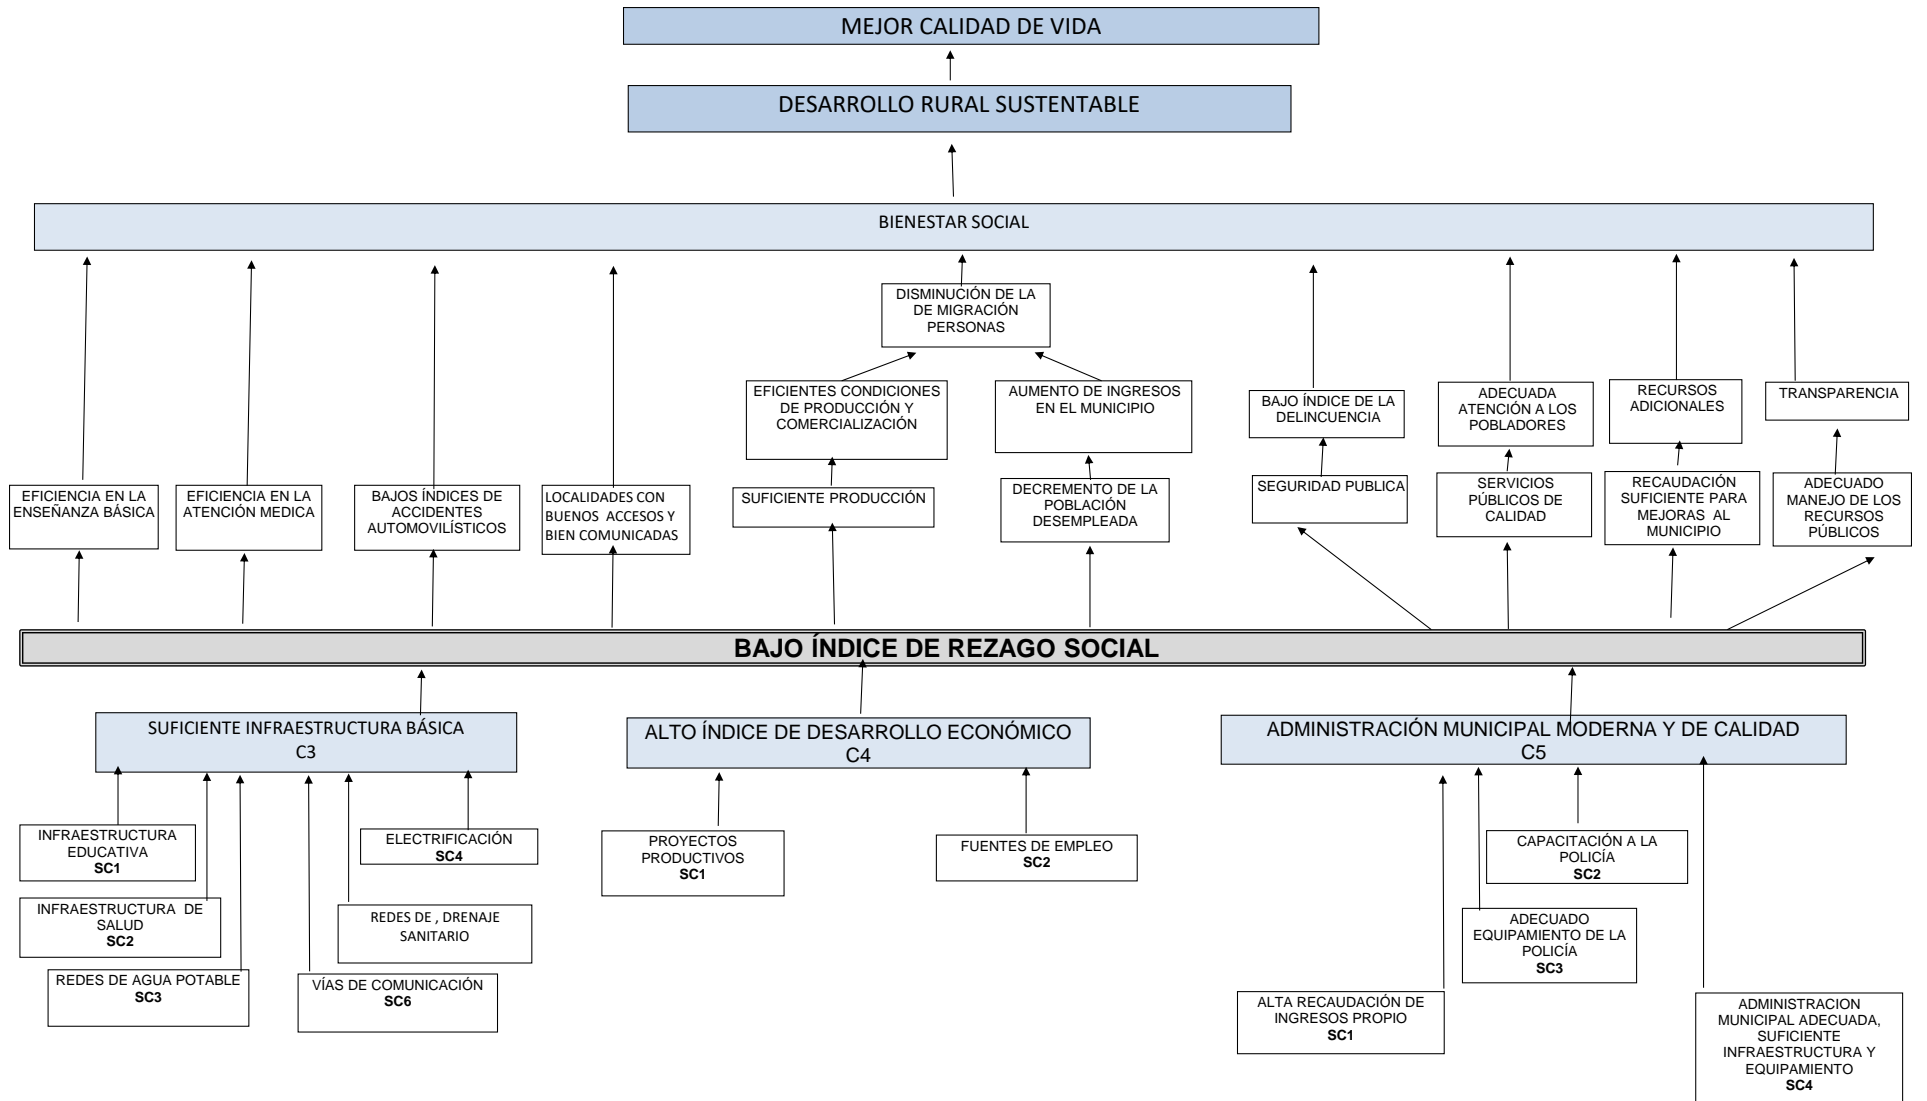 MEJOR CALIDAD DE VIDA
DESARROLLO RURAL SUSTENTABLE
BIENESTAR SOCIAL
DISMINUCIÓN DE LA
DE MIGRACIÓN
PERSONAS
EFICIENTES CONDICIONES
DE PRODUCCIÓN Y
COMERCIALIZACIÓN
AUMENTO DE INGRESOS
EN EL MUNICIPIO
BAJO ÍNDICE DE LA
DELINCUENCIA
ADECUADA
ATENCIÓN A LOS
POBLADORES
RECURSOS
ADICIONALES
TRANSPARENCIA
EFICIENCIA EN LA
ENSEÑANZA BÁSICA
EFICIENCIA EN LA
ATENCIÓN MEDICA
BAJOS ÍNDICES DE
ACCIDENTES
AUTOMOVILÍSTICOS
LOCALIDADES CON
BUENOS ACCESOS Y
BIEN COMUNICADAS
SUFICIENTE PRODUCCIÓN
DECREMENTO DE LA
POBLACIÓN
DESEMPLEADA
SEGURIDAD PUBLICA
SERVICIOS
PÚBLICOS DE
CALIDAD
RECAUDACIÓN
SUFICIENTE PARA
MEJORAS AL
MUNICIPIO
ADECUADO
MANEJO DE LOS
RECURSOS
PÚBLICOS
BAJO ÍNDICE DE REZAGO SOCIAL
SUFICIENTE INFRAESTRUCTURA BÁSICA
C3
ALTO ÍNDICE DE DESARROLLO ECONÓMICO
C4
ADMINISTRACIÓN MUNICIPAL MODERNA Y DE CALIDAD
C5
INFRAESTRUCTURA
EDUCATIVA
SC1
ELECTRIFICACIÓN
SC4
INFRAESTRUCTURA DE
SALUD
SC2
REDES DE , DRENAJE
SANITARIO
REDES DE AGUA POTABLE
SC3
VÍAS DE COMUNICACIÓN
SC6
PROYECTOS
PRODUCTIVOS
SC1
FUENTES DE EMPLEO
SC2
CAPACITACIÓN A LA
POLICÍA
SC2
ADECUADO
EQUIPAMIENTO DE LA
POLICÍA
SC3
ALTA RECAUDACIÓN DE
INGRESOS PROPIO
SC1
ADMINISTRACION
MUNICIPAL ADECUADA,
SUFICIENTE
INFRAESTRUCTURA Y
EQUIPAMIENTO
SC4